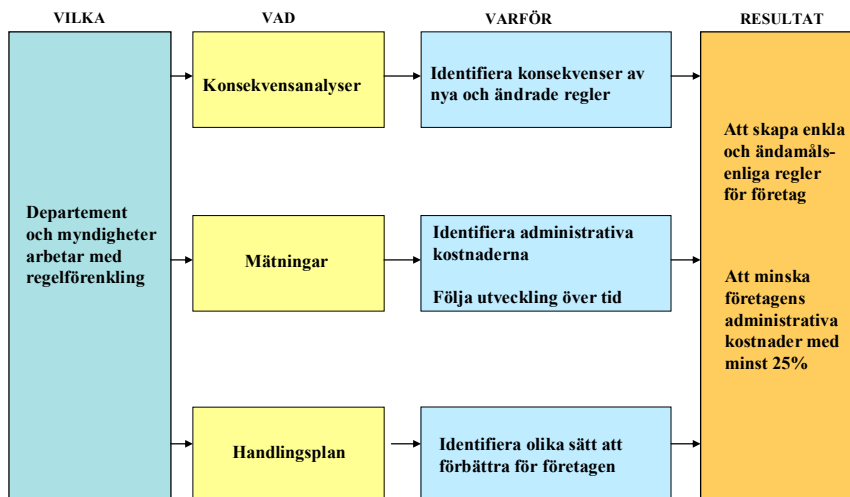 VILKA
VAD
VARFÖR
RESULTAT
Departement
och myndigheter
arbetar med
regelförenkling
Konsekvensanalyser
Identifiera konsekvenser av
nya och ändrade regler
Mätningar
Identifiera administrativa
kostnaderna
Följa utveckling över tid
Handlingsplan
Identifiera olika sätt att
förbättra för företagen
Att skapa enkla
och ändamåls-
enliga regler
för företag
Att minska
företagens
administrativa
kostnader med
minst 25%